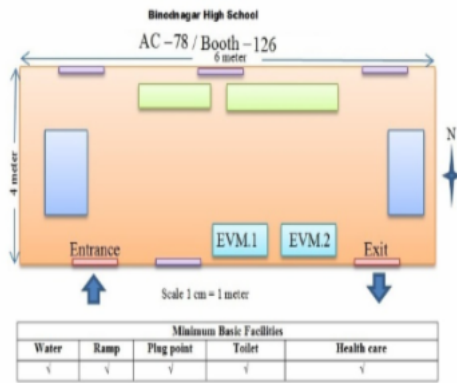 Binodnagar High School
AC -78 / Booth -126
6 meter
4 meter
N
EVM.1 EVM.2
Entrance Exit
Scale 1 cm = 1 meter
Minimum Basic Facilities
Water Ramp Plug point Toilet Health care
√ √ √ √ √